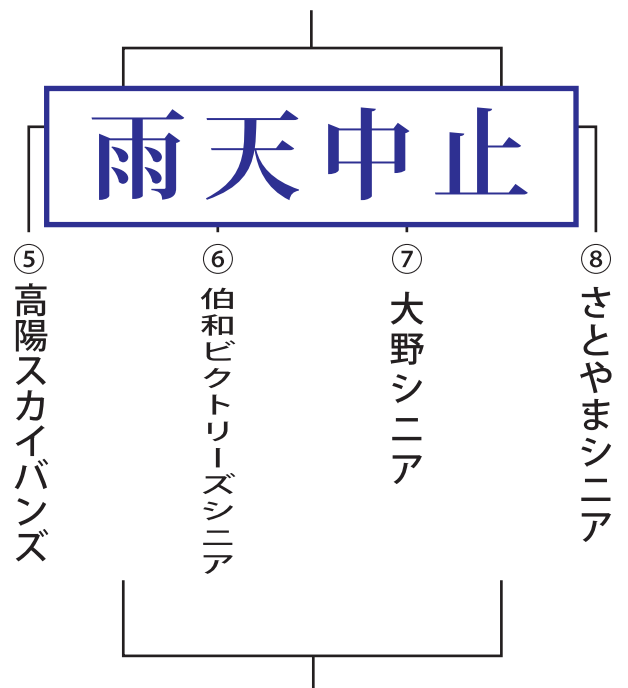 雨天中止
⑤高陽スカイバンズ
⑥伯和ビクトリーズシニア
⑦大野シニア
⑧さとやまシニア